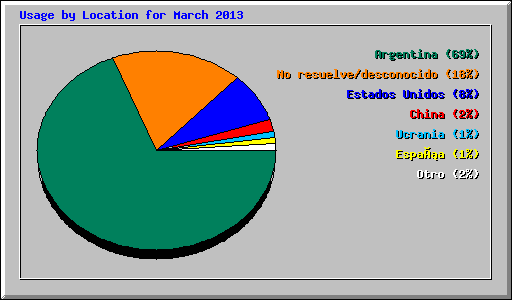 Usage by Location for March 2013
Argentina (69%)
No resuelve/desconocido (18%)
Estados Unidos (8%)
China (2%)
Ucrania (1%)
EspaÑqa (1%)
Otro (2%)